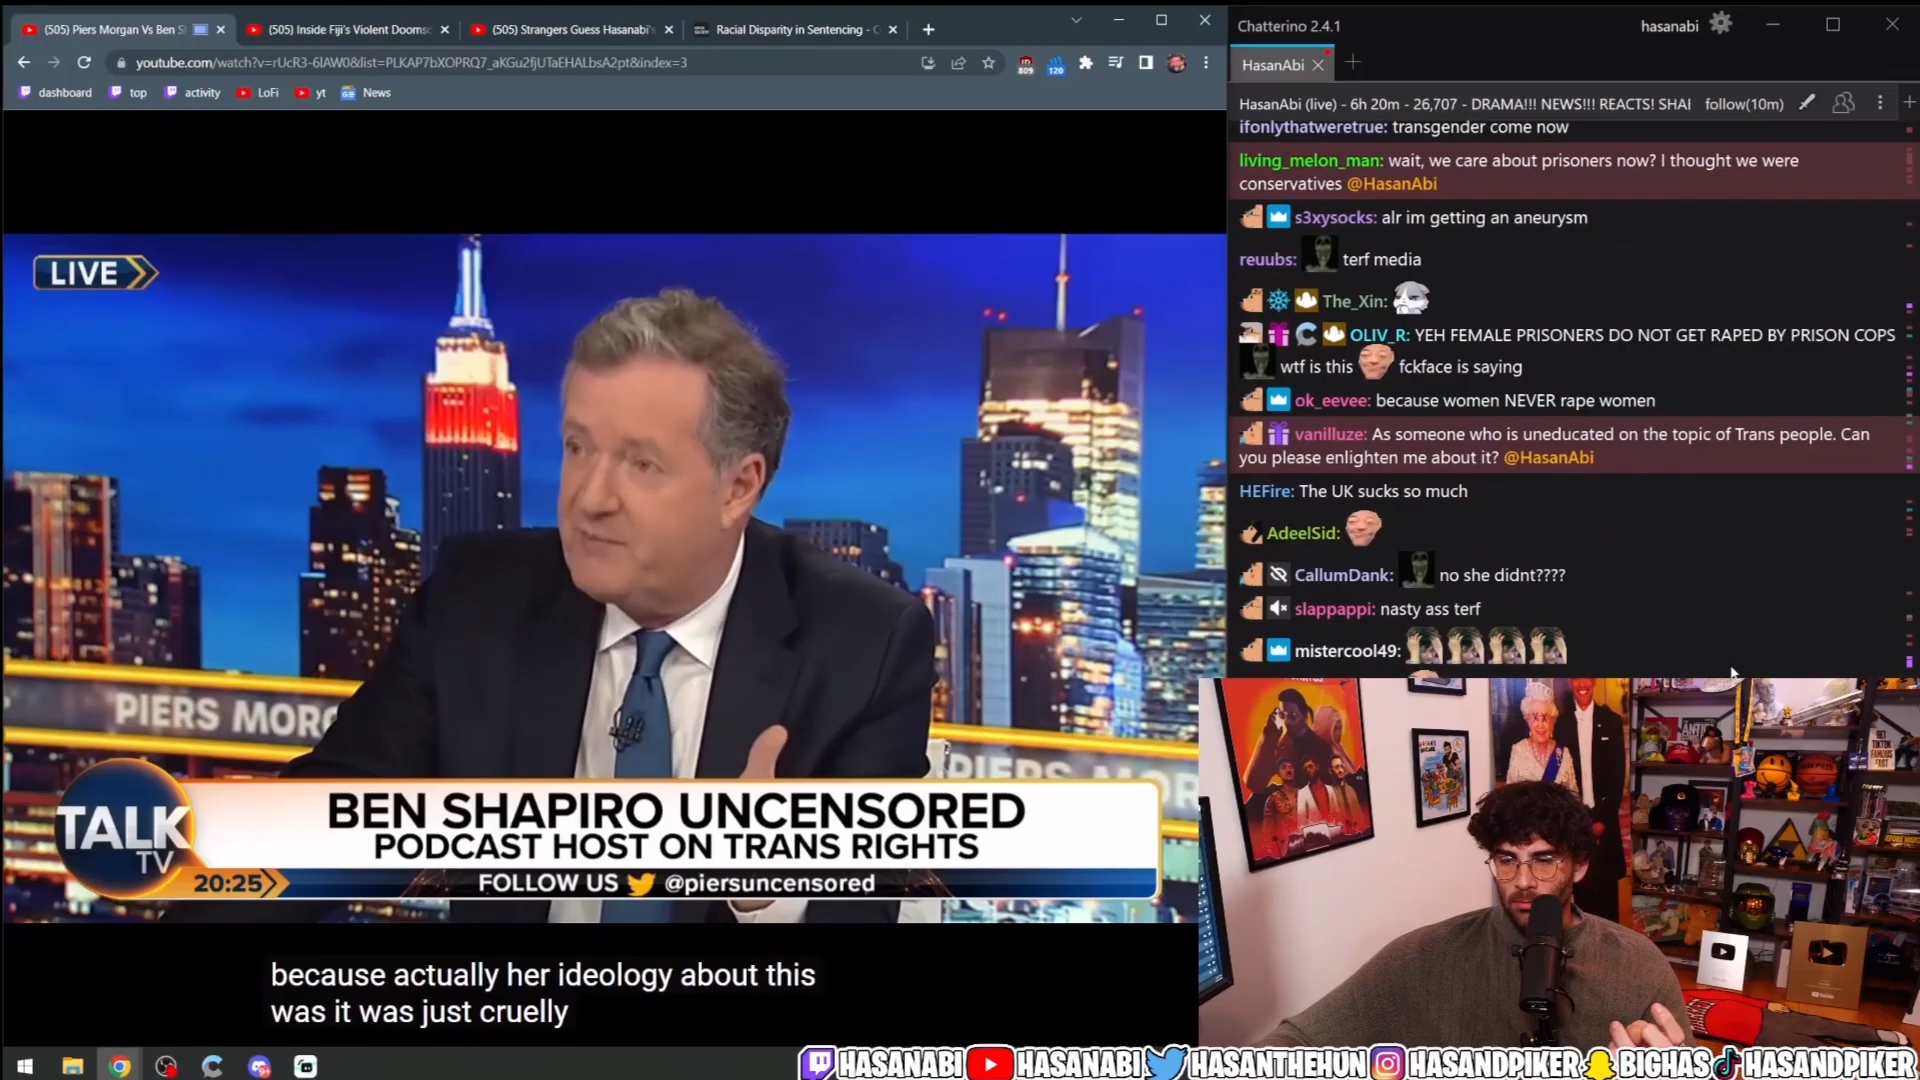 (505) Piers Morgan Vs Ben S
(505) Inside Fiji's Violent Doomsc
(505) Strangers Guess Hasanabi's
Racial Disparity in Sentencing -
youtube.com/watch?v=rUcR3-6lAW0&list=PLKAP7bXOPRQ7_aKGu2fjUTaEHALbsA2pt&index=3
809
120
dashboard
top
activity
LoFi
yt
News
LIVE
PIERS MOR
PIERS MOR
TALK
TV
BEN SHAPIRO UNCENSORED
PODCAST HOST ON TRANS RIGHTS
20:25
FOLLOW US @piersuncensored
because actually her ideology about this
was it was just cruelly
Chatterino 2.4.1
hasanabi
HasanAbi
HasanAbi (live) - 6h 20m - 26,707 - DRAMA!!! NEWS!!! REACTS! SHAI
follow(10m)
ifonlythatweretrue: transgender come now
living_melon_man: wait, we care about prisoners now? I thought we were
conservatives @HasanAbi
s3xysocks: alr im getting an aneurysm
reuubs: terf media
The_Xin:
OLIV_R: YEH FEMALE PRISONERS DO NOT GET RAPED BY PRISON COPS
wtf is this fckface is saying
ok_eevee: because women NEVER rape women
vanilluze: As someone who is uneducated on the topic of Trans people. Can
you please enlighten me about it? @HasanAbi
HEFire: The UK sucks so much
AdeelSid:
CallumDank: no she didnt????
slappappi: nasty ass terf
mistercool49:
HASANABI HASANABI HASANTHEHUN HASANDPIKER BIGHAS HASANDPIKER